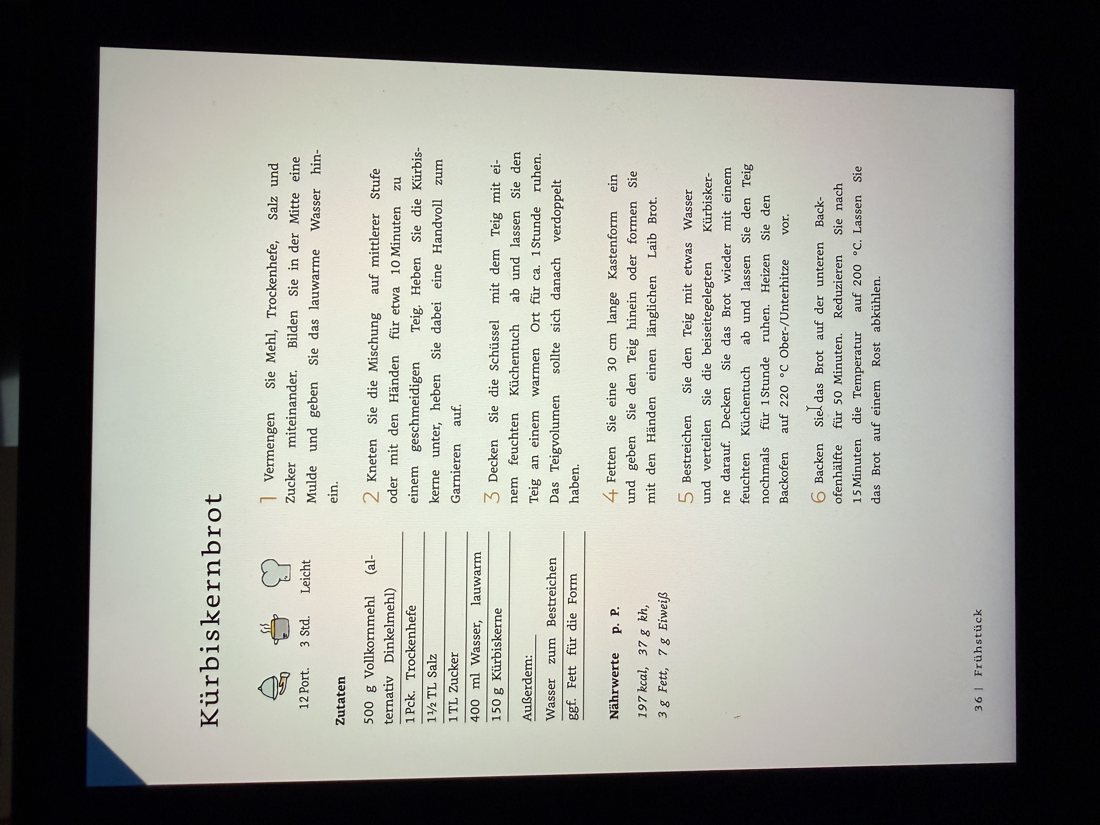 Kürbiskernbrot
12 Port. 3 Std. Leicht
Zutaten
500 g Vollkornmehl (al-
ternativ Dinkelmehl)
1 Pck. Trockenhefe
1½ TL Salz
1 TL Zucker
400 ml Wasser, lauwarm
150 g Kürbiskerne
Außerdem:
Wasser zum Bestreichen
ggf. Fett für die Form
Nährwerte p. P.
197 kcal, 37 g kh,
3 g Fett, 7 g Eiweiß
1 Vermengen Sie Mehl, Trockenhefe, Salz und
Zucker miteinander. Bilden Sie in der Mitte eine
Mulde und geben Sie das lauwarme Wasser hin-
ein.
2 Kneten Sie die Mischung auf mittlerer Stufe
oder mit den Händen für etwa 10 Minuten zu
einem geschmeidigen Teig. Heben Sie die Kürbis-
kerne unter, heben Sie dabei eine Handvoll zum
Garnieren auf.
3 Decken Sie die Schüssel mit dem Teig mit ei-
nem feuchten Küchentuch ab und lassen Sie den
Teig an einem warmen Ort für ca. 1 Stunde ruhen.
Das Teigvolumen sollte sich danach verdoppelt
haben.
4 Fetten Sie eine 30 cm lange Kastenform ein
und geben Sie den Teig hinein oder formen Sie
mit den Händen einen länglichen Laib Brot.
5 Bestreichen Sie den Teig mit etwas Wasser
und verteilen Sie die beiseitegelegten Kürbisker-
ne darauf. Decken Sie das Brot wieder mit einem
feuchten Küchentuch ab und lassen Sie den Teig
nochmals für 1 Stunde ruhen. Heizen Sie den
Backofen auf 220 °C Ober-/Unterhitze vor.
6 Backen Sie das Brot auf der unteren Back-
ofenhälfte für 50 Minuten. Reduzieren Sie nach
15 Minuten die Temperatur auf 200 °C. Lassen Sie
das Brot auf einem Rost abkühlen.
36 | Frühstück